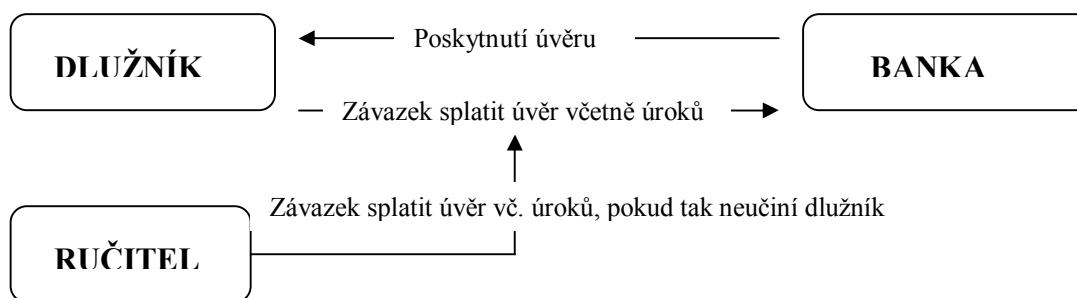 Poskytnutí úvěru
DLUŽNÍK
BANKA
Závazek splatit úvěr včetně úroků
Závazek splatit úvěr vč. úroků, pokud tak neučiní dlužník
RUČITEL